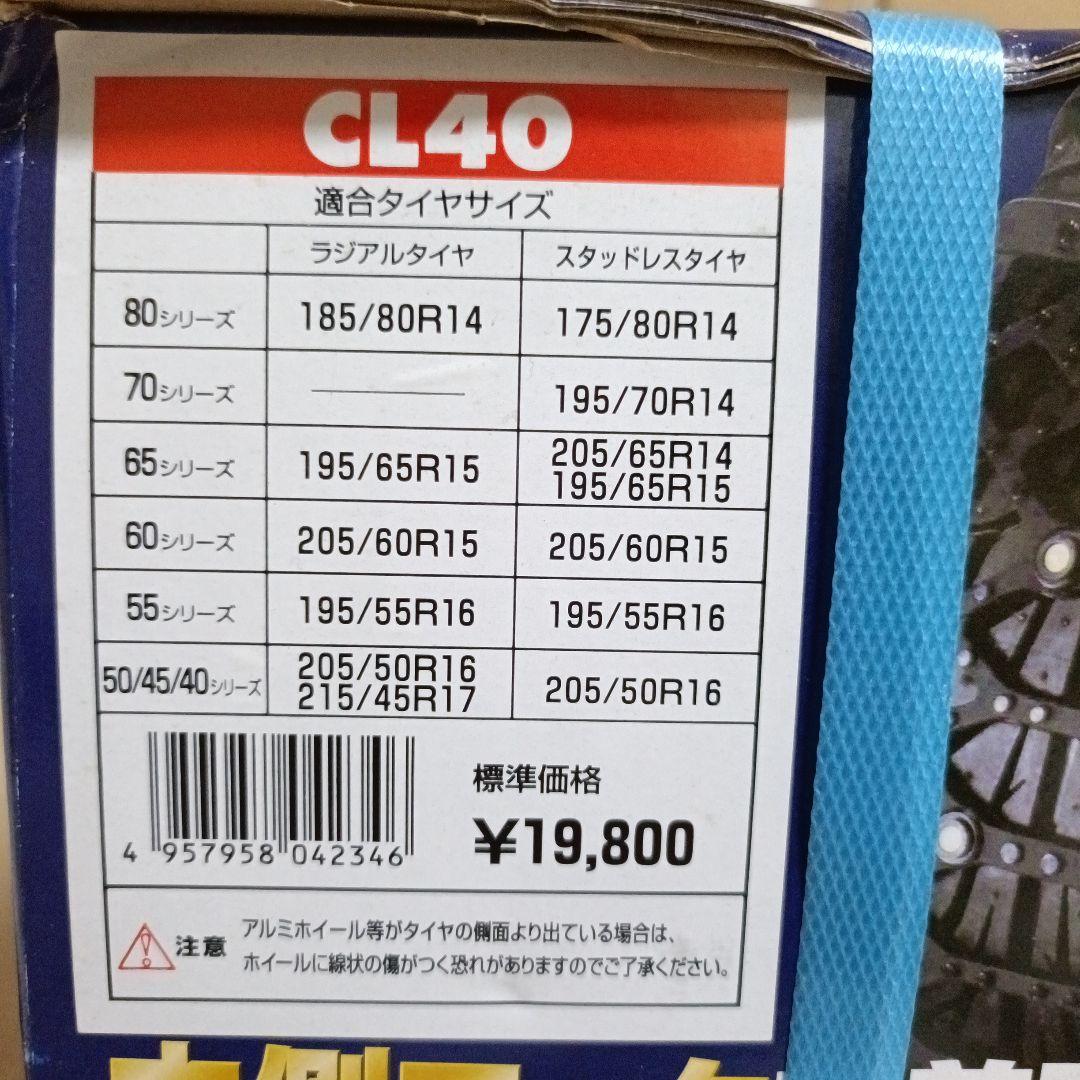 CL40
適合タイヤサイズ
ラジアルタイヤ スタッドレスタイヤ
80シリーズ 185/80R14 175/80R14
70シリーズ ——— 195/70R14
65シリーズ 195/65R15 205/65R14
195/65R15
60シリーズ 205/60R15 205/60R15
55シリーズ 195/55R16 195/55R16
50/45/40シリーズ 205/50R16 205/50R16
215/45R17
標準価格
¥19,800
4 957958 042346
注意
アルミホイール等がタイヤの側面より出ている場合は、
ホイールに線状の傷がつく恐れがありますのでご了承ください。